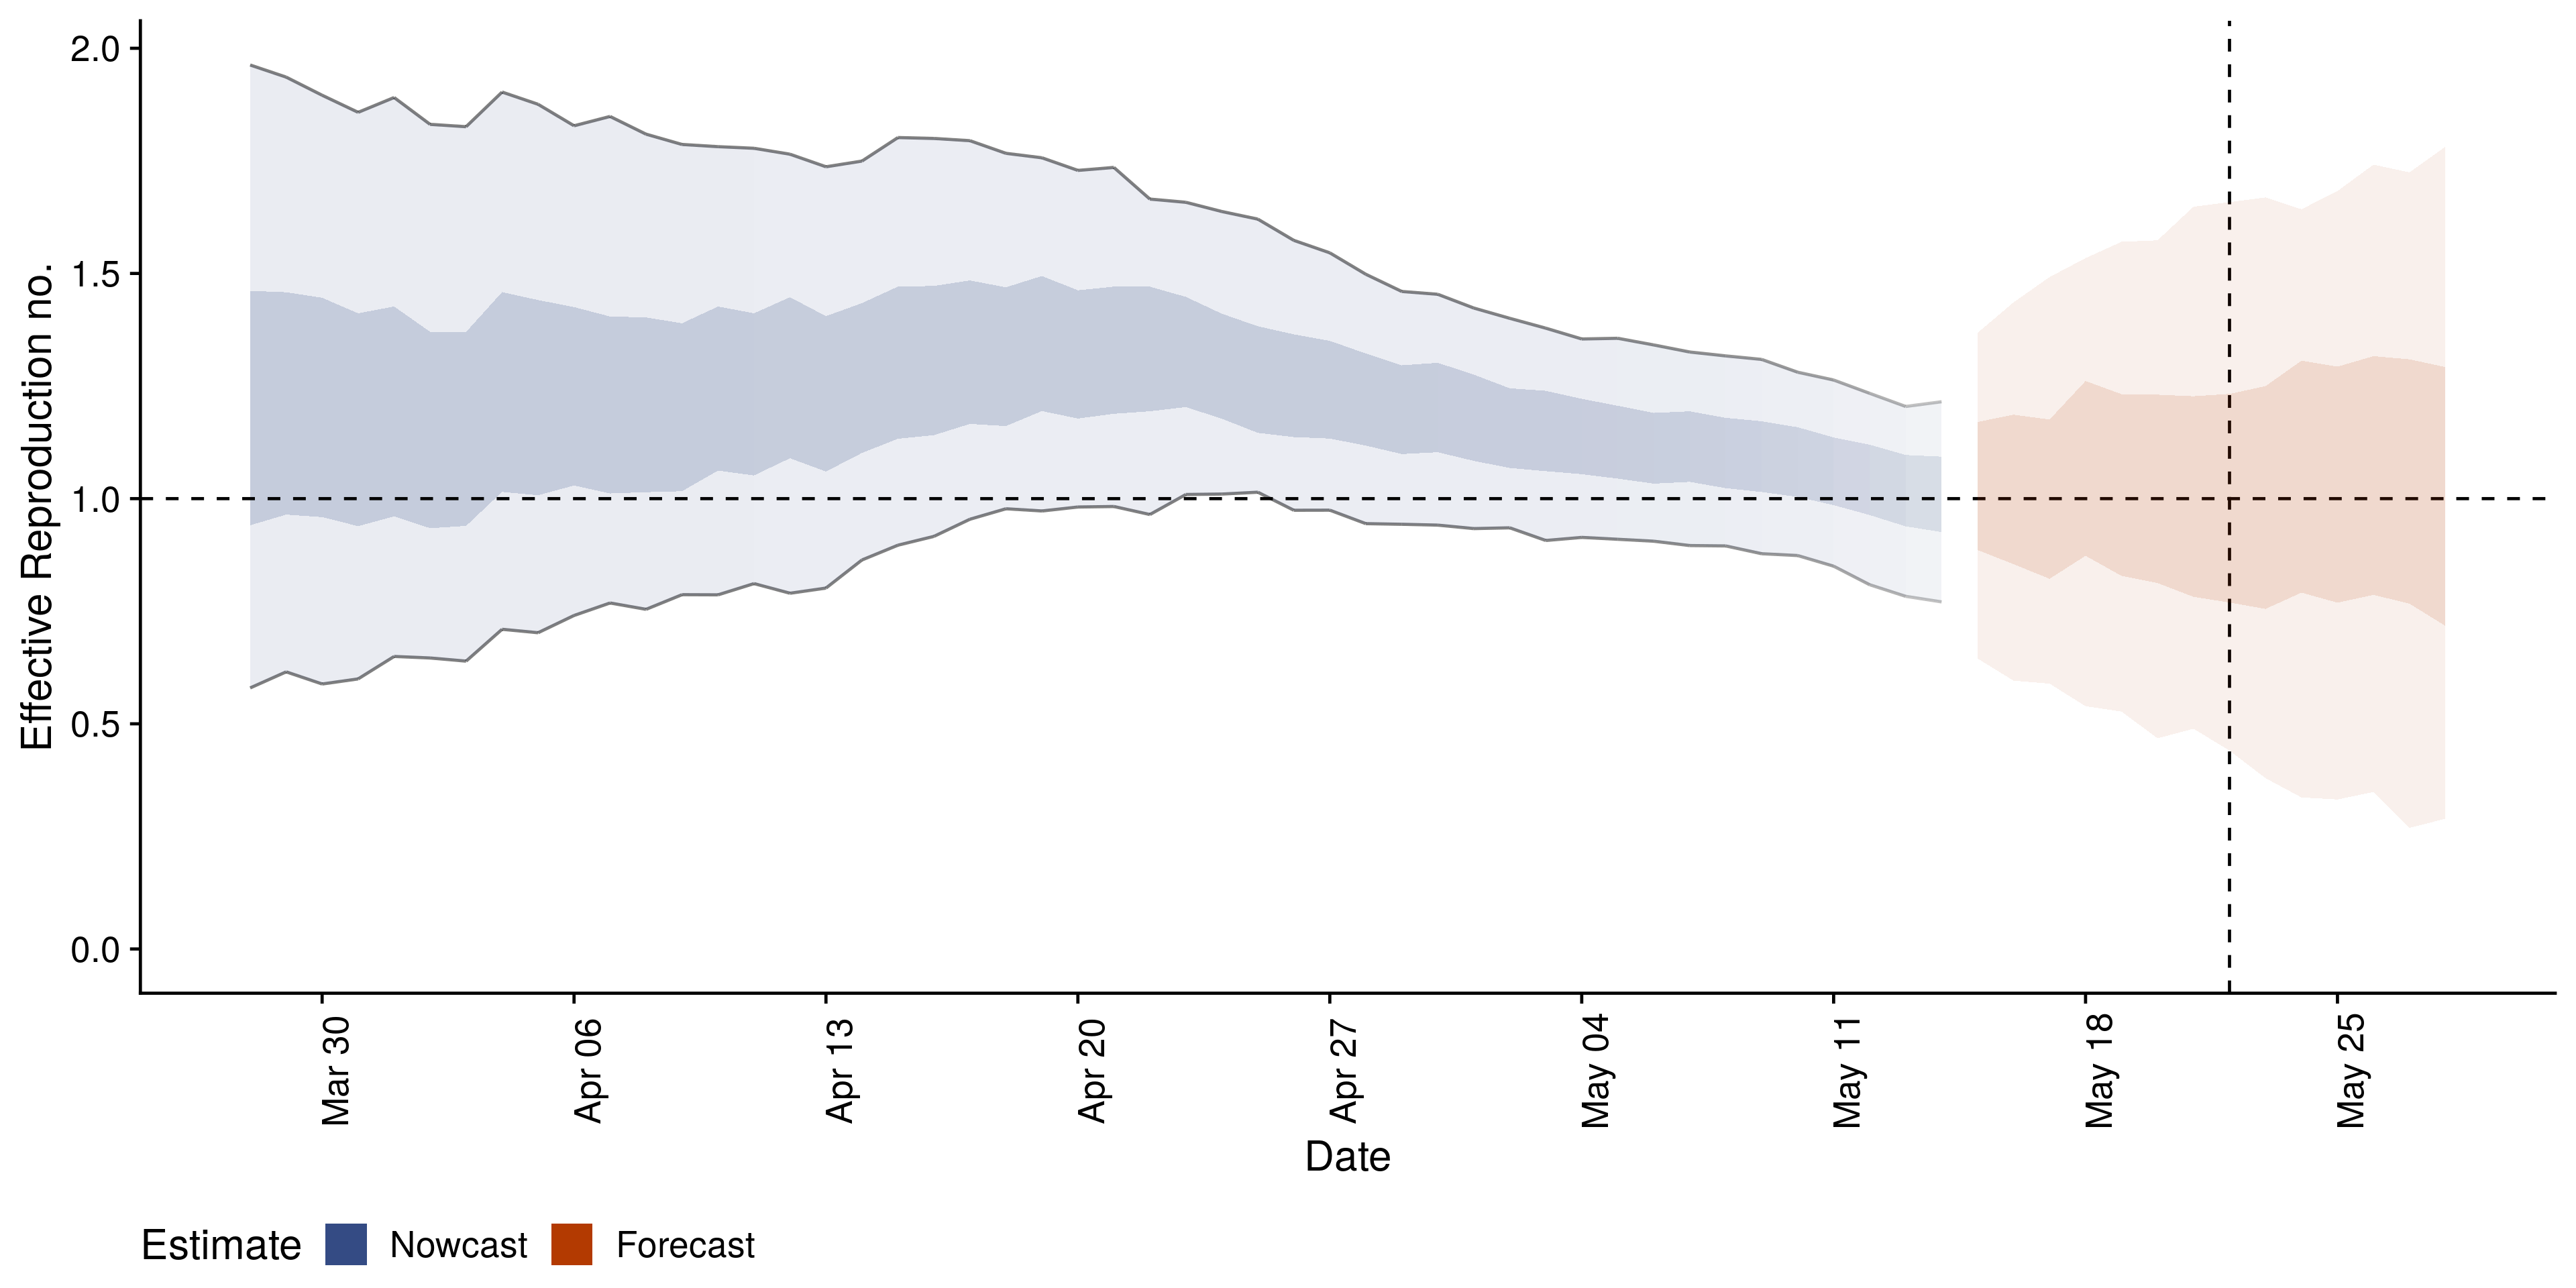 Effective Reproduction no.
2.0
1.5
1.0
0.5
0.0
Mar 30
Apr 06
Apr 13
Apr 20
Apr 27
May 04
May 11
May 18
May 25
Date
Estimate Nowcast Forecast